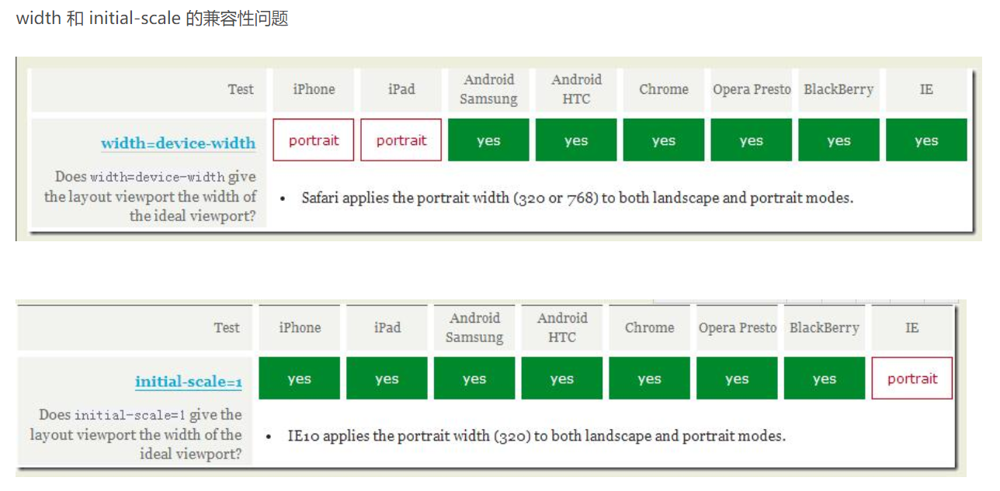 width 和 initial-scale 的兼容性问题
Test iPhone iPad Android Samsung Android HTC Chrome Opera Presto BlackBerry IE
width=device-width portrait portrait yes yes yes yes yes yes
Does width=device-width give
the layout viewport the width of
the ideal viewport?
• Safari applies the portrait width (320 or 768) to both landscape and portrait modes.
Test iPhone iPad Android Samsung Android HTC Chrome Opera Presto BlackBerry IE
initial-scale=1 yes yes yes yes yes yes yes portrait
Does initial-scale=1 give the
layout viewport the width of the
ideal viewport?
• IE10 applies the portrait width (320) to both landscape and portrait modes.